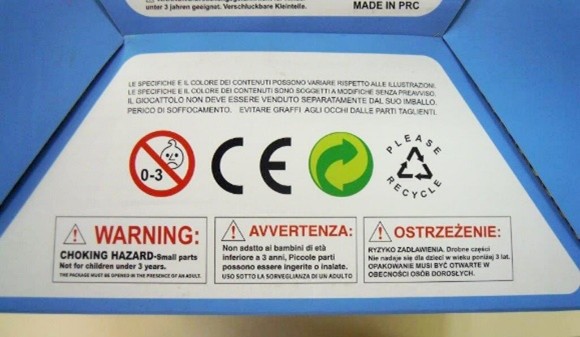 unter 3 jahren geeignet. Verschluckbare Kleinteile.
MADE IN PRC
LE SPECIFICHE E IL COLORE DEI CONTENUTI POSSONO VARIARE RISPETTO ALLE ILLUSTRAZIONI.
LE SPECIFICHE E IL COLORE DEI CONTENUTI SONO SOGGETTI A MODIFICHE SENZA PREAVVISO.
IL GIOCATTOLO NON DEVE ESSERE VENDUTO SEPARATAMENTE DAL SUO IMBALLO.
PERICO DI SOFFOCAMENTO. EVITARE GRAFFI AGLI OCCHI DALLE PARTI TAGLIENTI.
0-3
CE
PLEASE
RECYCLE
WARNING:
CHOKING HAZARD-Small parts
Not for children under 3 years.
THE PACKAGE MUST BE OPENED IN THE PRESENCE OF AN ADULT.
AVVERTENZA:
Non adatto ai bambini di età
inferiore a 3 anni, Piccole parti
possono essere ingerite o inalate.
USO SOTTO LA SORVEGLIANZA DI UN ADULTO
OSTRZEŻENIE:
RYZYKO ZADŁAWIENIA. Drobne części
Nie nadaje się dla dzieci w wieku poniżej 3 lat.
OPAKOWANIE MUSI BYĆ OTWARTE W
OBECNOŚCI OSÓB DOROSŁYCH.